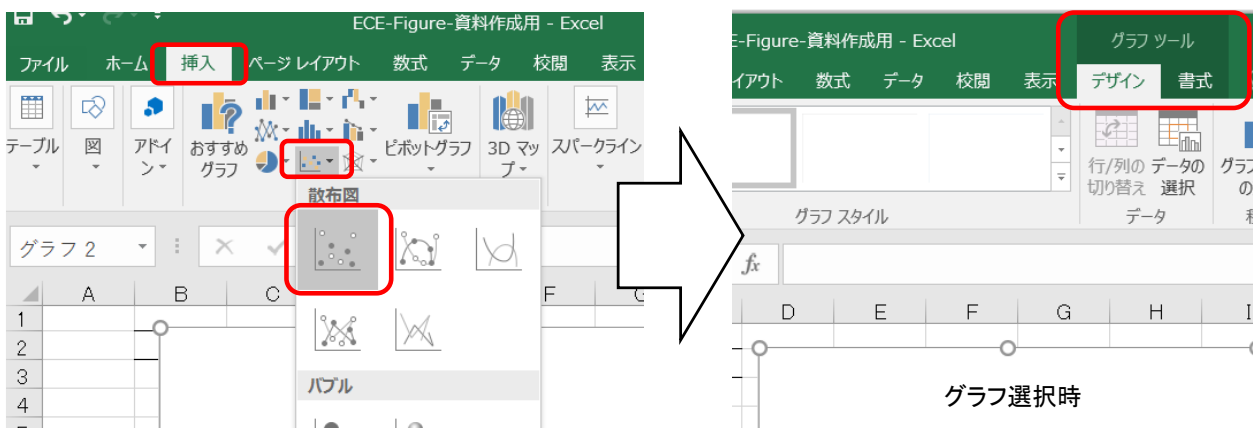 ECE-Figure-資料作成用 - Excel
ファイル ホーム 挿入 ページ レイアウト 数式 データ 校閲 表示
テーブル
図
アドイ
ン
おすすめ
グラフ
ピボットグラフ
3D マッ
プ
スパークライン
散布図
グラフ 2
A B C F G
1
2
3
4
バブル
E-Figure-資料作成用 - Excel
グラフ ツール
イアウト 数式 データ 校閲 表示 デザイン 書式
行/列の
切り替え
データの
選択
グラフ
の
グラフ スタイル
データ
fx
D E F G H I
グラフ選択時